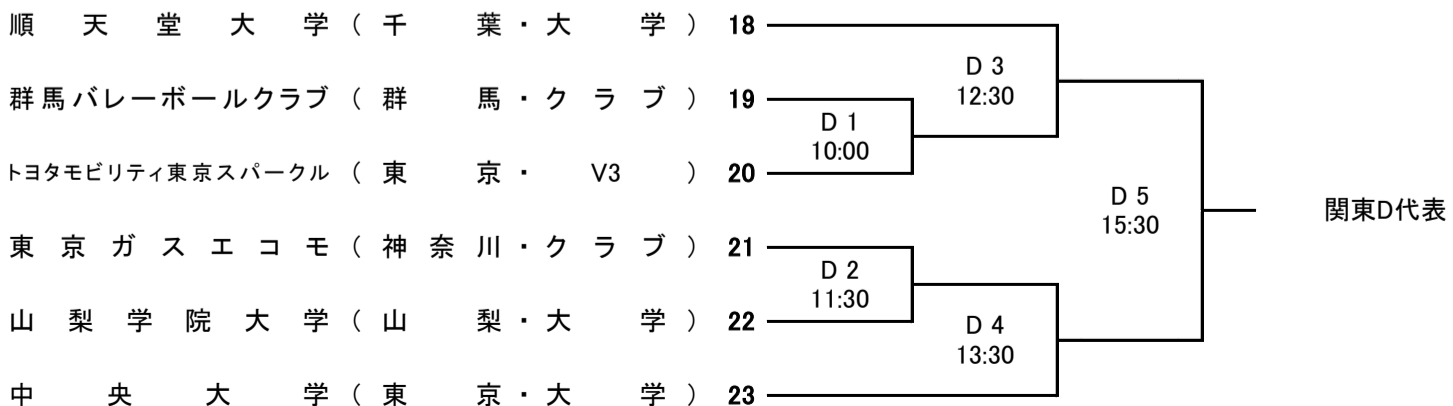 順天堂大学(千葉・大学) 18
D 3
12:30
群馬バレーボールクラブ(群馬・クラブ) 19
D 1
10:00
トヨタモビリティ東京スパークル(東京・V3) 20
D 5
15:30
関東D代表
東京ガスエコモ(神奈川・クラブ) 21
D 2
11:30
山梨学院大学(山梨・大学) 22
D 4
13:30
中央大学(東京・大学) 23